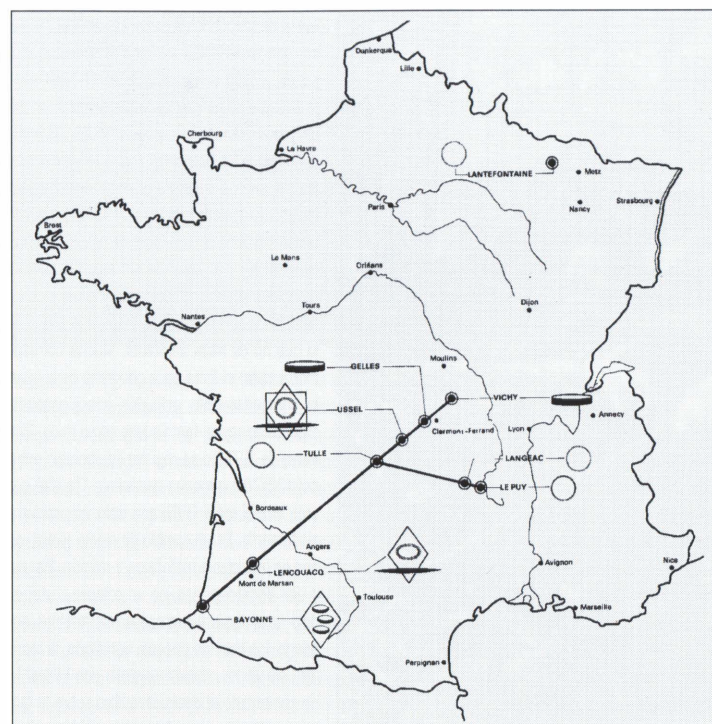 Dunkerque
Lille
Cherbourg
Le Havre
LANTEFONTAINE
Metz
Paris
Nancy
Strasbourg
Brest
Le Mans
Orléans
Tours
Dijon
Nantes
Moulins
GELLES
VICHY
Annecy
USSEL
Clermont-Ferrand
Lyon
TULLE
LANGEAC
LE PUY
Bordeaux
Angers
Avignon
Nice
LENCOUACQ
Mont de Marsan
Toulouse
Marseille
BAYONNE
Perpignan